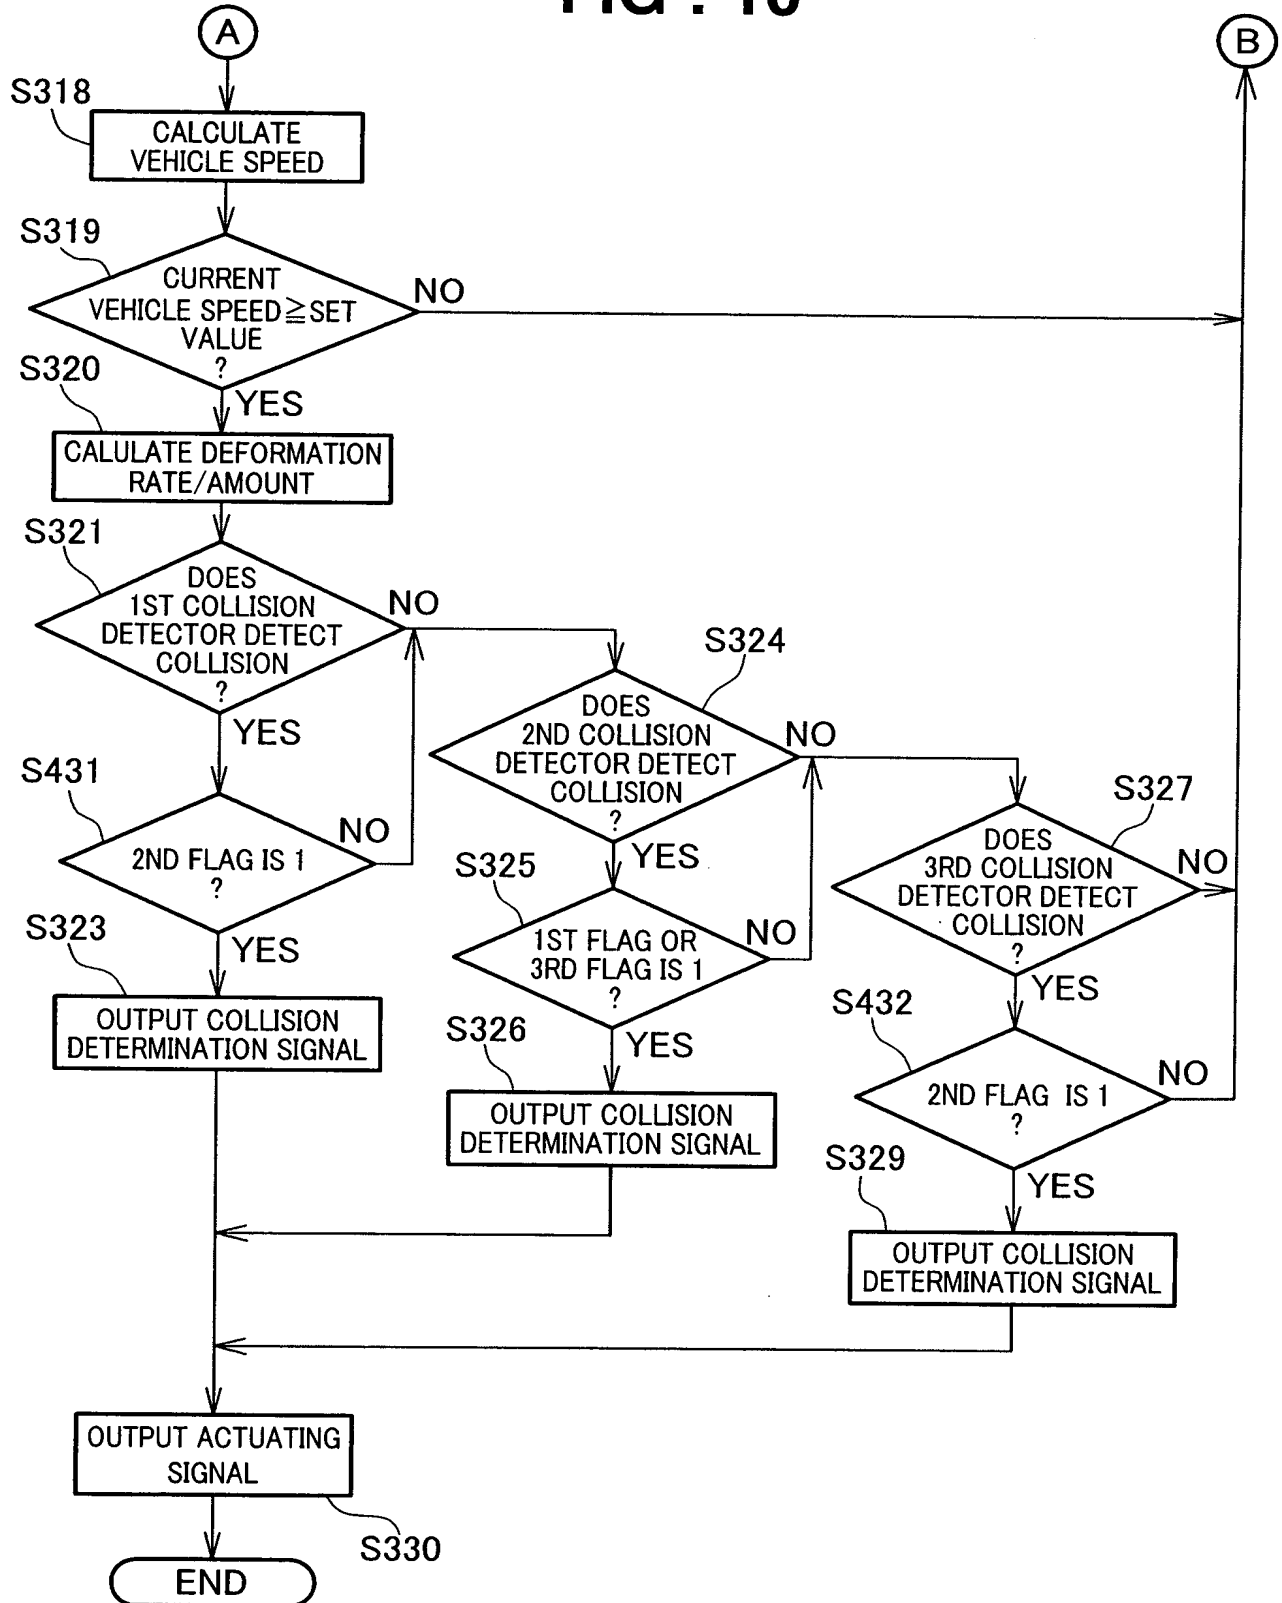 A
B
S318
CALCULATE
VEHICLE SPEED
S319
CURRENT
VEHICLE SPEED≧SET
VALUE
?
NO
YES
S320
CALULATE DEFORMATION
RATE/AMOUNT
S321
DOES
1ST COLLISION
DETECTOR DETECT
COLLISION
?
NO
YES
S431
2ND FLAG IS 1
?
NO
YES
S323
OUTPUT COLLISION
DETERMINATION SIGNAL
S324
DOES
2ND COLLISION
DETECTOR DETECT
COLLISION
?
NO
YES
S325
1ST FLAG OR
3RD FLAG IS 1
?
NO
YES
S326
OUTPUT COLLISION
DETERMINATION SIGNAL
S327
DOES
3RD COLLISION
DETECTOR DETECT
COLLISION
?
NO
YES
S432
2ND FLAG IS 1
?
NO
YES
S329
OUTPUT COLLISION
DETERMINATION SIGNAL
OUTPUT ACTUATING
SIGNAL
S330
END